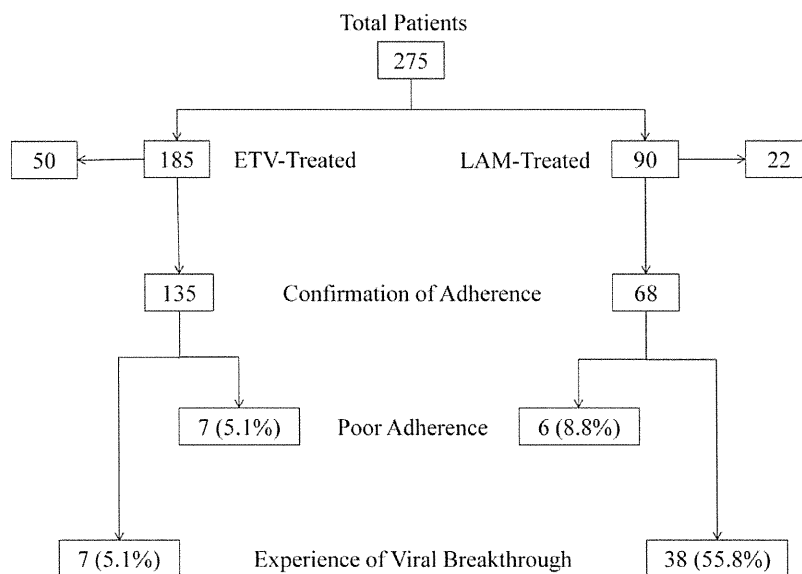 Total Patients
275
50 185 ETV-Treated LAM-Treated 90 22
135 Confirmation of Adherence 68
7 (5.1%) Poor Adherence 6 (8.8%)
7 (5.1%) Experience of Viral Breakthrough 38 (55.8%)